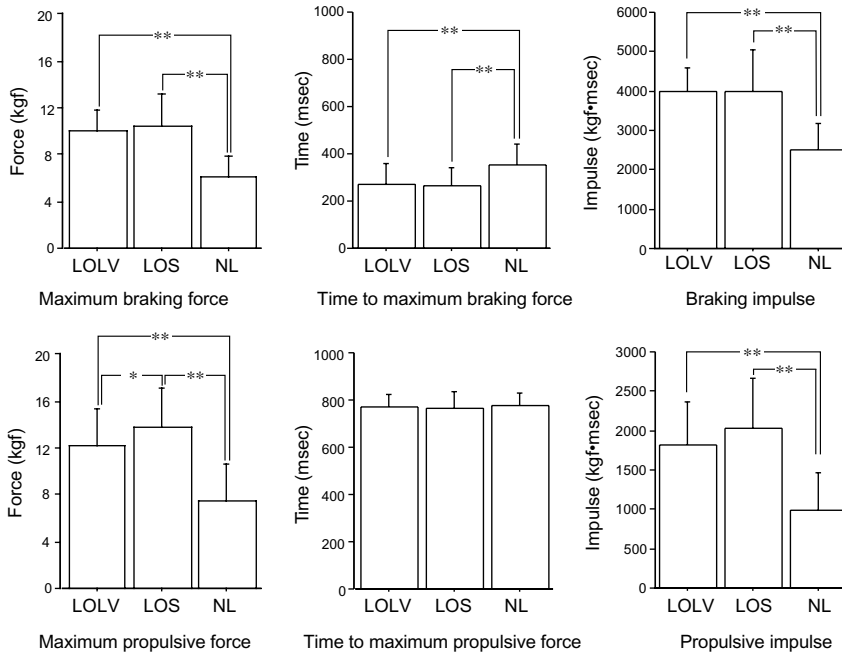 Force (kgf)
20
16
12
8
4
0
**
**
LOLV LOS NL
Maximum braking force
Time (msec)
1000
800
600
400
200
0
**
**
LOLV LOS NL
Time to maximum braking force
Impulse (kgf•msec)
6000
5000
4000
3000
2000
1000
0
**
**
LOLV LOS NL
Braking impulse
Force (kgf)
20
16
12
8
4
0
**
* **
LOLV LOS NL
Maximum propulsive force
Time (msec)
1000
800
600
400
200
0
LOLV LOS NL
Time to maximum propulsive force
Impulse (kgf•msec)
3000
2500
2000
1500
1000
500
0
**
**
LOLV LOS NL
Propulsive impulse